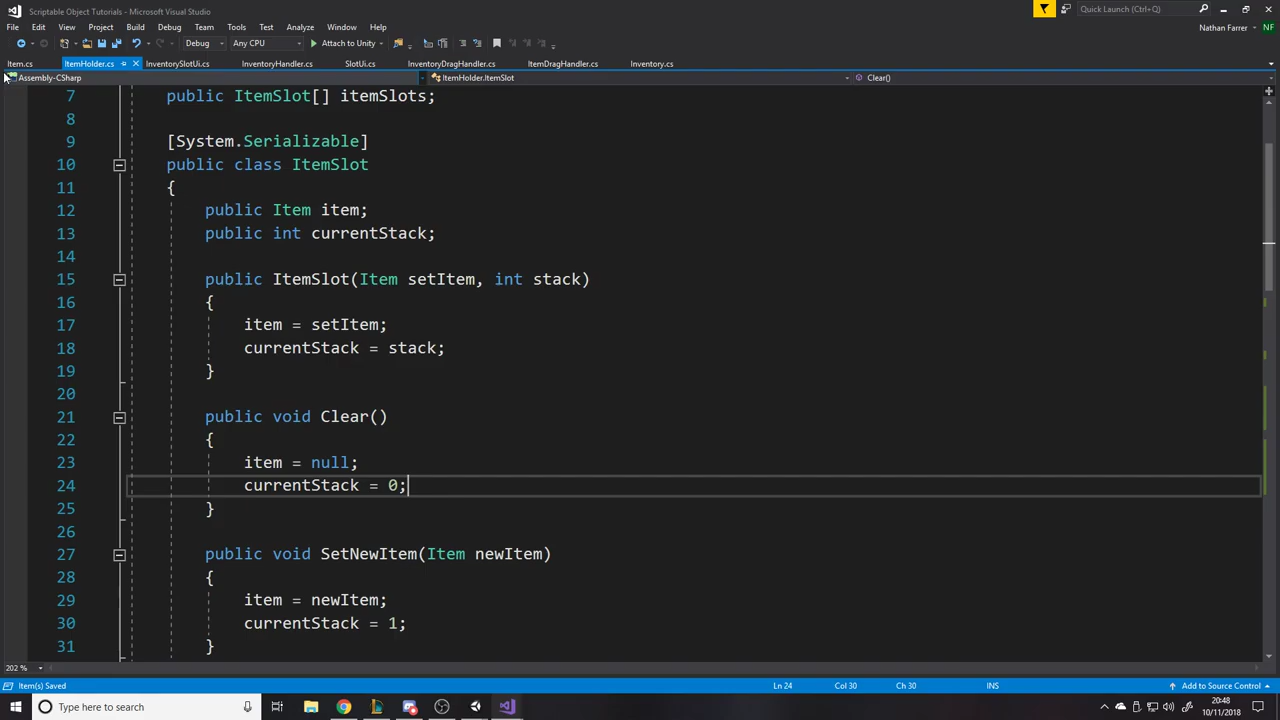 Scriptable Object Tutorials - Microsoft Visual Studio
Quick Launch (Ctrl+Q)
File Edit View Project Build Debug Team Tools Test Analyze Window Help
Nathan Farrer NF
Debug Any CPU Attach to Unity
Item.cs ItemHolder.cs InventorySlotUi.cs InventoryHandler.cs SlotUi.cs InventoryDragHandler.cs ItemDragHandler.cs Inventory.cs
Assembly-CSharp ItemHolder.ItemSlot Clear()
7 public ItemSlot[] itemSlots;
8
9 [System.Serializable]
10 public class ItemSlot
11 {
12 public Item item;
13 public int currentStack;
14
15 public ItemSlot(Item setItem, int stack)
16 {
17 item = setItem;
18 currentStack = stack;
19 }
20
21 public void Clear()
22 {
23 item = null;
24 currentStack = 0;
25 }
26
27 public void SetNewItem(Item newItem)
28 {
29 item = newItem;
30 currentStack = 1;
31 }
202 %
Item(s) Saved Ln 24 Col 30 Ch 30 INS Add to Source Control
Type here to search
20:48
10/11/2018